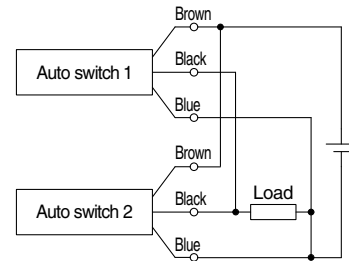 Brown
Black
Auto switch 1
Blue
Brown
Black
Load
Auto switch 2
Blue